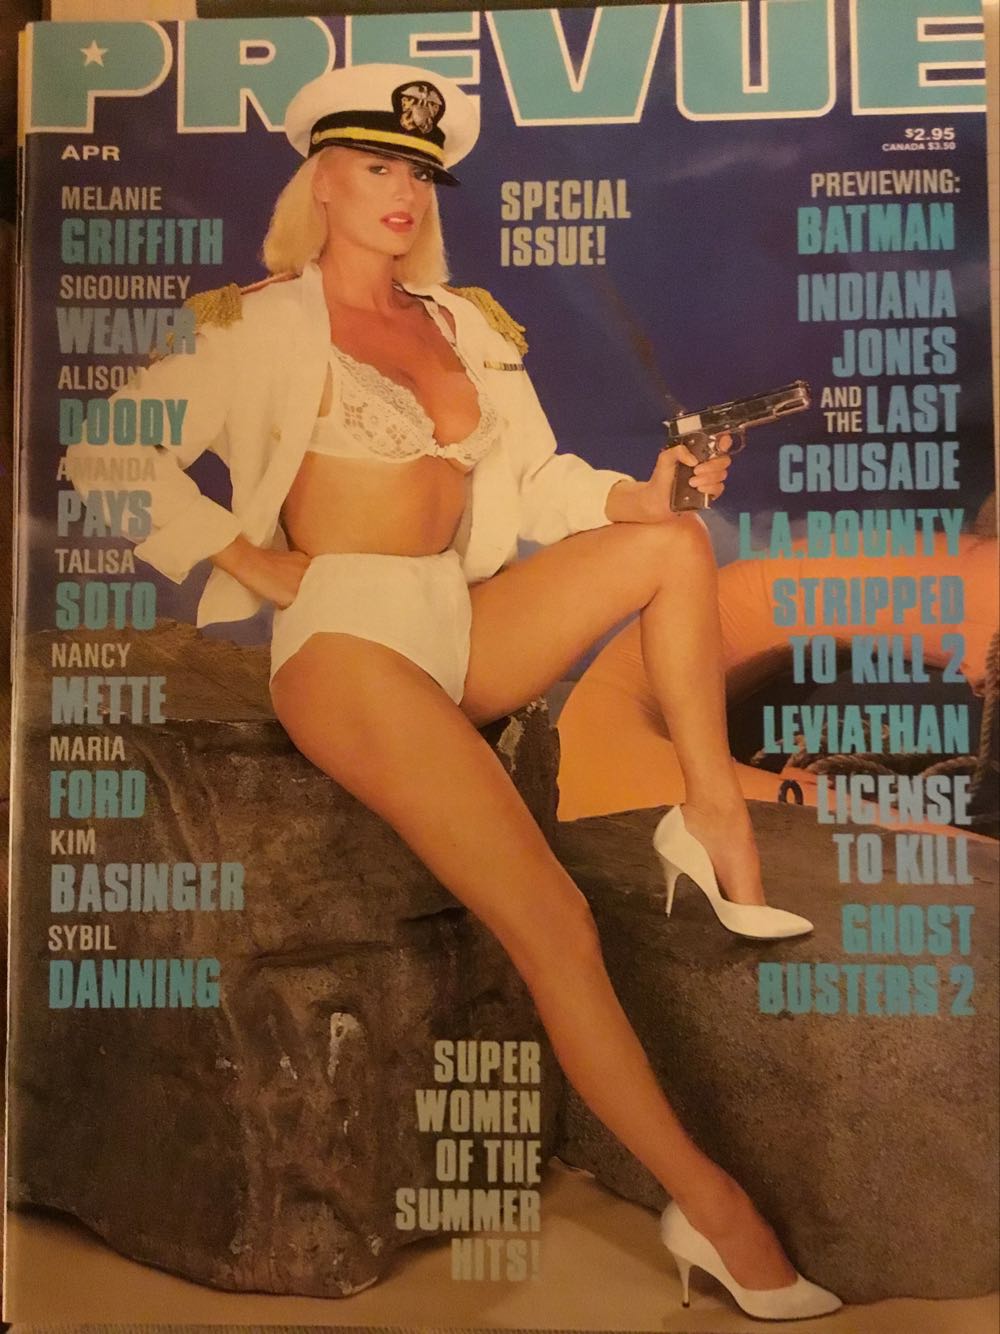 PREVUE
APR
$2.95
CANADA $3.50
MELANIE
GRIFFITH
SIGOURNEY
WEAVER
ALISON
DOODY
AMANDA
PAYS
TALISA
SOTO
NANCY
METTE
MARIA
FORD
KIM
BASINGER
SYBIL
DANNING
SPECIAL
ISSUE!
PREVIEWING:
BATMAN
INDIANA
JONES
AND THE LAST
CRUSADE
L.A. BOUNTY
STRIPPED
TO KILL 2
LEVIATHAN
LICENSE
TO KILL
GHOST
BUSTERS 2
SUPER
WOMEN
OF THE
SUMMER
HITS!